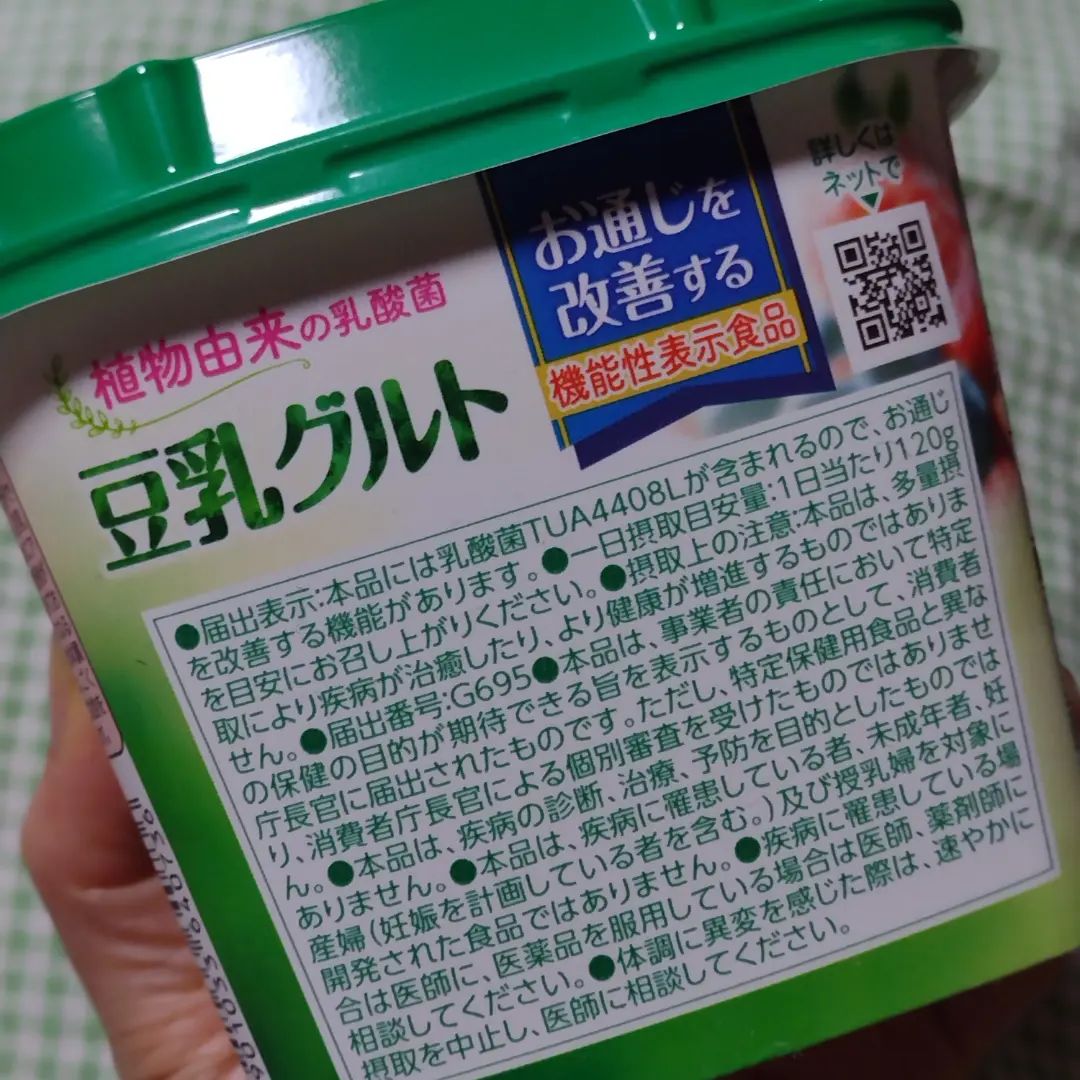 お通じを
改善する
機能性表示食品
詳しくは
ネットで
植物由来の乳酸菌
豆乳グルト
●届出表示:本品には乳酸菌TUA4408Lが含まれるので、お通じ
を改善する機能があります。●一日摂取目安量:1日当たり120g
を目安にお召し上がりください。●摂取上の注意:本品は、多量摂
取により疾病が治癒したり、より健康が増進するものではありま
せん。●届出番号:G695●本品は、事業者の責任において特定
の保健の目的が期待できる旨を表示するものとして、消費者
庁長官に届出されたものです。ただし、特定保健用食品と異な
り、消費者庁長官による個別審査を受けたものではありませ
ん。●本品は、疾病の診断、治療、予防を目的としたものでは
ありません。●本品は、疾病に罹患している者、未成年者、妊
産婦(妊娠を計画している者を含む。)及び授乳婦を対象に
開発された食品ではありません。●疾病に罹患している場
合は医師に、医薬品を服用している場合は医師、薬剤師に
相談してください。●体調に異変を感じた際は、速やかに
摂取を中止し、医師に相談してください。